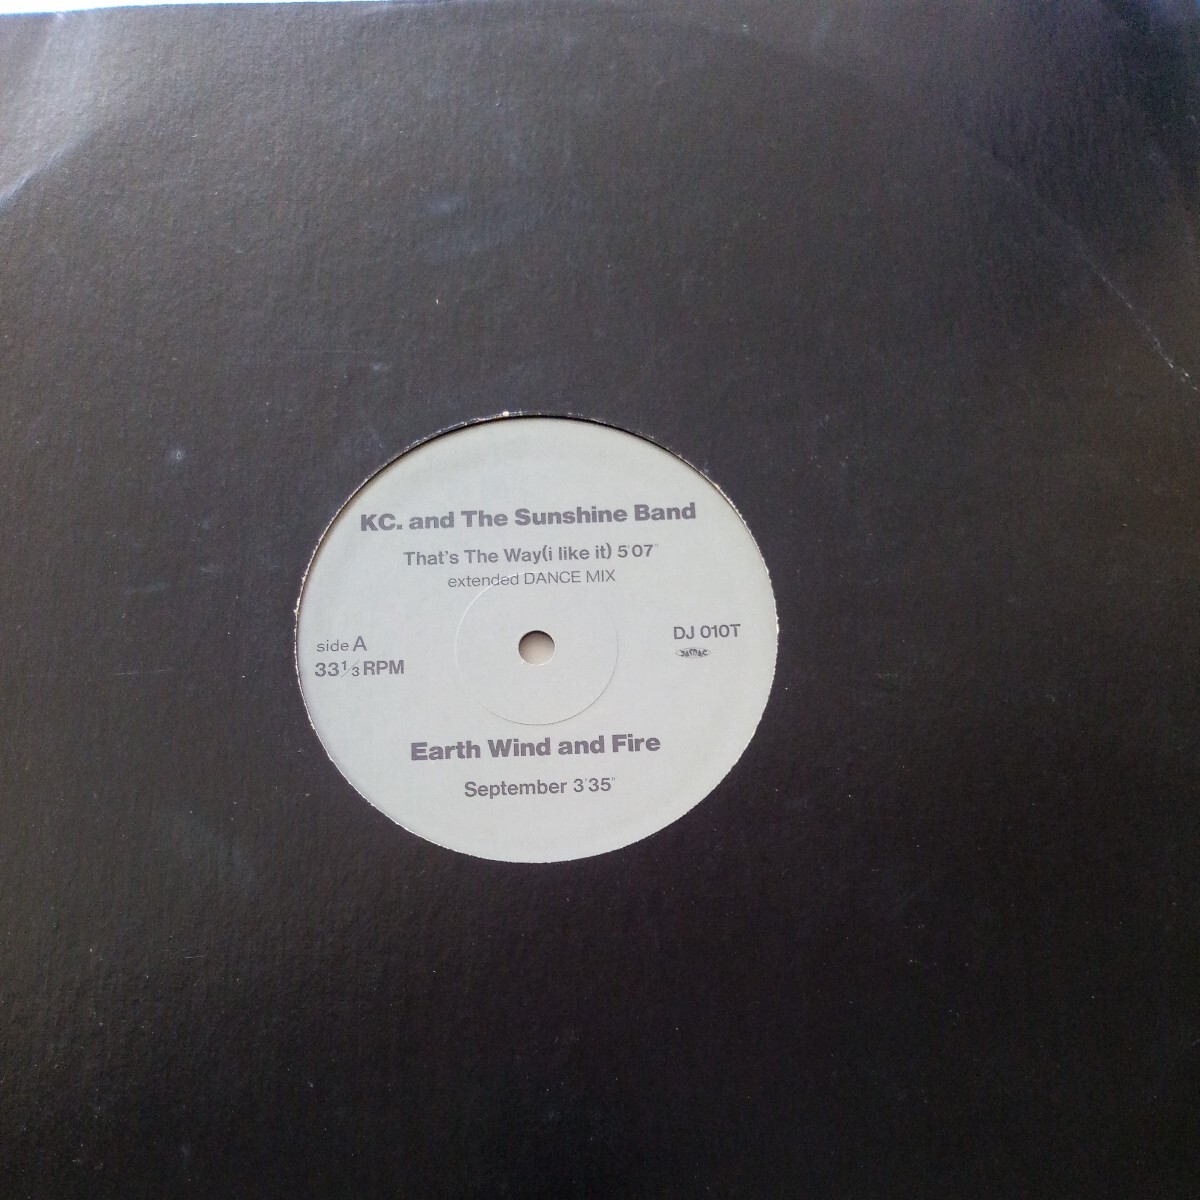 KC. and The Sunshine Band
That's The Way(i like it) 5'07"
extended DANCE MIX
side A
33 1/3 RPM
DJ 010T
Earth Wind and Fire
September 3'35"